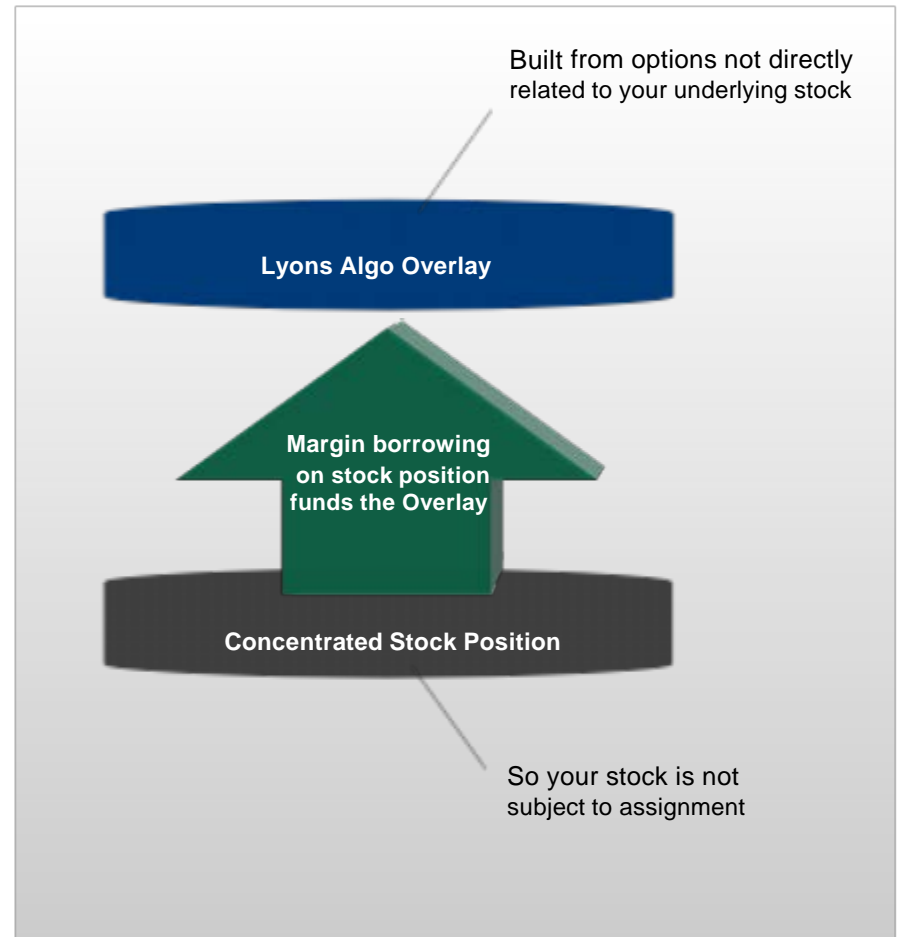 Built from options not directly
related to your underlying stock
Lyons Algo Overlay
Margin borrowing
on stock position
funds the Overlay
Concentrated Stock Position
So your stock is not
subject to assignment